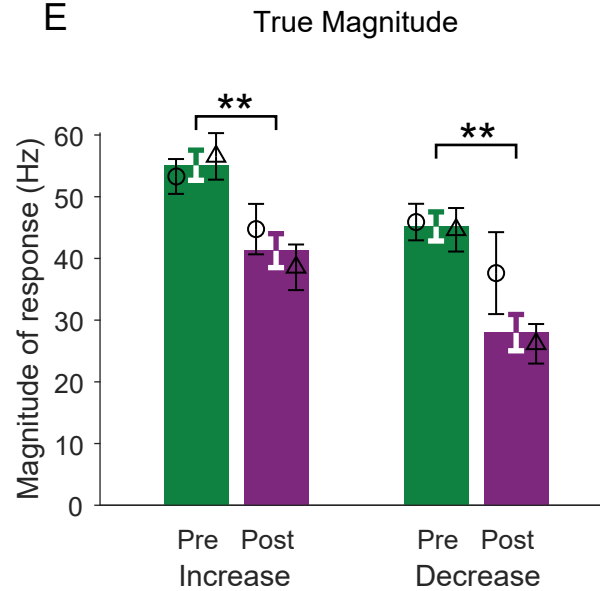 E
True Magnitude
**
**
Magnitude of response (Hz)
60
50
40
30
20
10
0
Pre Post Pre Post
Increase Decrease